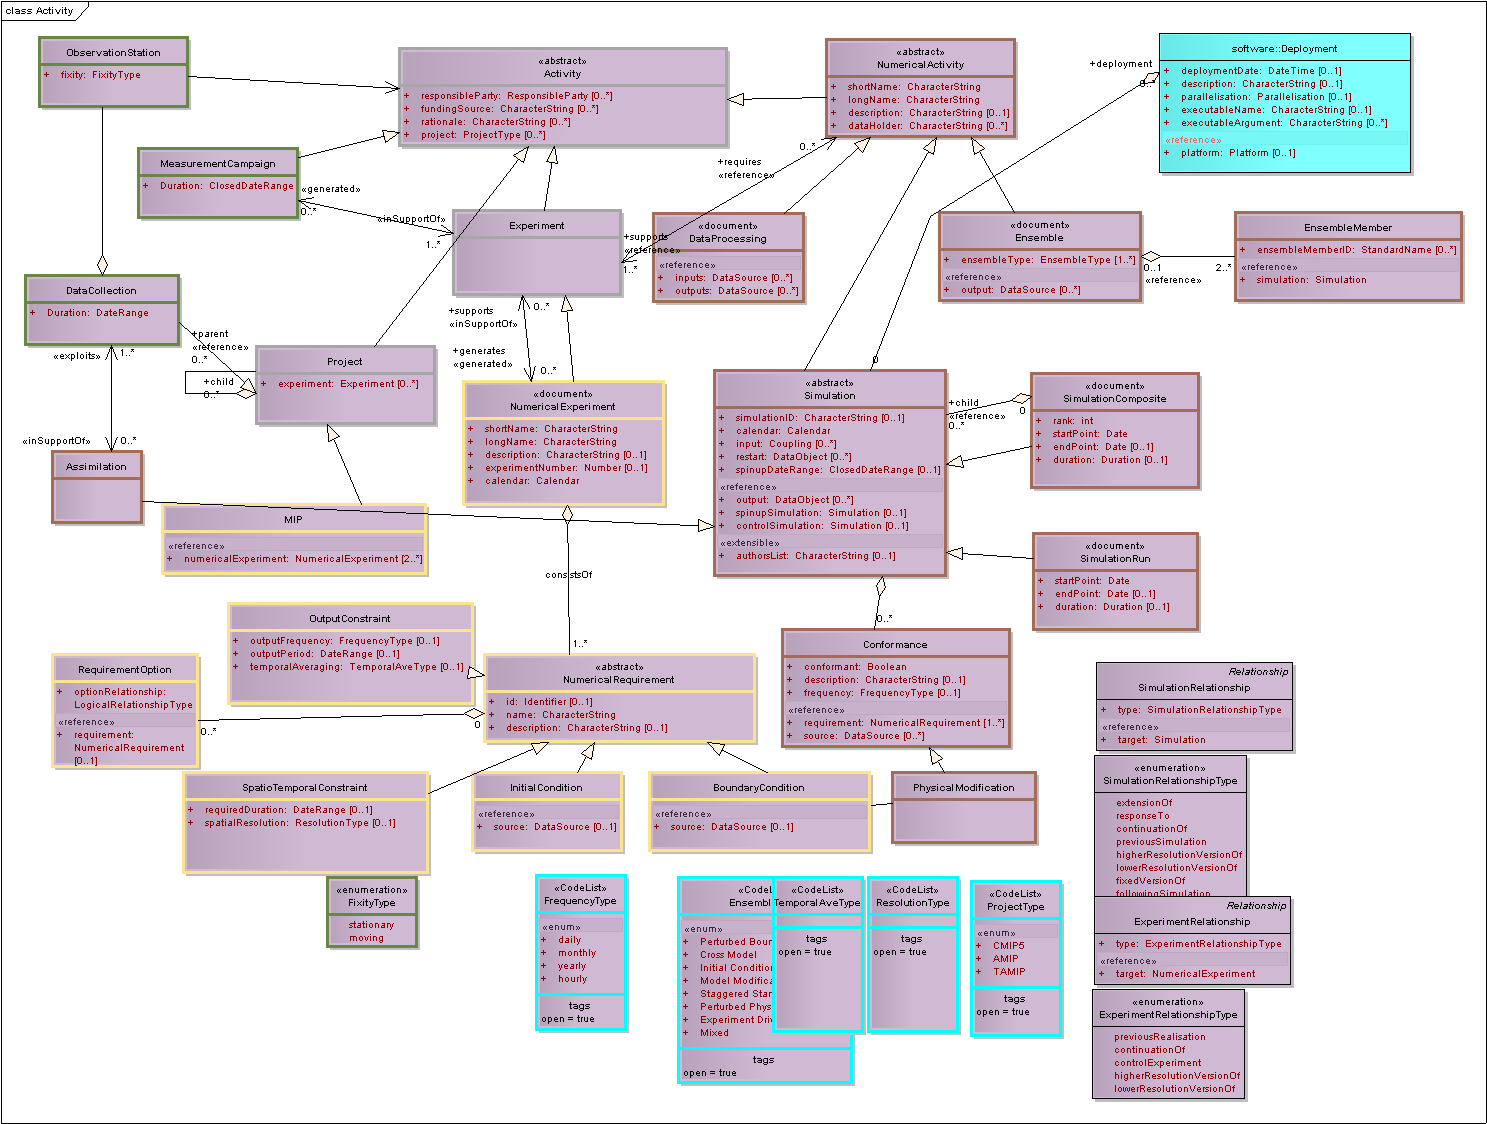 class Activity
ObservationStation
+ fixity: FixityType
«abstract»
Activity
+ responsibleParty: ResponsibleParty [0..*]
+ fundingSource: CharacterString [0..*]
+ rationale: CharacterString [0..*]
+ project: ProjectType [0..*]
«abstract»
NumericalActivity
+ shortName: CharacterString
+ longName: CharacterString
+ description: CharacterString [0..1]
+ dataHolder: CharacterString [0..*]
+deployment
0..*
software::Deployment
+ deploymentDate: DateTime [0..1]
+ description: CharacterString [0..1]
+ parallelisation: Parallelisation [0..1]
+ executableName: CharacterString [0..1]
+ executableArgument: CharacterString [0..*]
«reference»
+ platform: Platform [0..1]
MeasurementCampaign
+ Duration: ClosedDateRange
«generated»
0..*
«inSupportOf»
1..*
0..*
+requires
«reference»
Experiment
+supports
«reference»
1..*
«document»
DataProcessing
«reference»
+ inputs: DataSource [0..*]
+ outputs: DataSource [0..*]
«document»
Ensemble
+ ensembleType: EnsembleType [1..*]
«reference»
+ output: DataSource [0..*]
0..1
2..*
«reference»
EnsembleMember
+ ensembleMemberID: StandardName [0..*]
«reference»
+ simulation: Simulation
DataCollection
+ Duration: DateRange
«exploits»
1..*
+parent
«reference»
0..*
+child
0..*
Project
+ experiment: Experiment [0..*]
+supports
«inSupportOf»
0..*
+generates
«generated»
0..*
«document»
NumericalExperiment
+ shortName: CharacterString
+ longName: CharacterString
+ description: CharacterString [0..1]
+ experimentNumber: Number [0..1]
+ calendar: Calendar
0
«abstract»
Simulation
+ simulationID: CharacterString [0..1]
+ calendar: Calendar
+ input: Coupling [0..*]
+ restart: DataObject [0..*]
+ spinupDateRange: ClosedDateRange [0..1]
«reference»
+ output: DataObject [0..*]
+ spinupSimulation: Simulation [0..1]
+ controlSimulation: Simulation [0..1]
«extensible»
+ authorsList: CharacterString [0..1]
+child
«reference»
0..*
0
«document»
SimulationComposite
+ rank: int
+ startPoint: Date
+ endPoint: Date [0..1]
+ duration: Duration [0..1]
«inSupportOf»
0..*
Assimilation
MIP
«reference»
+ numericalExperiment: NumericalExperiment [2..*]
«document»
SimulationRun
+ startPoint: Date
+ endPoint: Date [0..1]
+ duration: Duration [0..1]
consistsOf
1..*
0..*
OutputConstraint
+ outputFrequency: FrequencyType [0..1]
+ outputPeriod: DateRange [0..1]
+ temporalAveraging: TemporalAveType [0..1]
RequirementOption
+ optionRelationship:
LogicalRelationshipType
«reference»
+ requirement:
NumericalRequirement
[0..1]
0..*
0
«abstract»
NumericalRequirement
+ id: Identifier [0..1]
+ name: CharacterString
+ description: CharacterString [0..1]
Conformance
+ conformant: Boolean
+ description: CharacterString [0..1]
+ frequency: FrequencyType [0..1]
«reference»
+ requirement: NumericalRequirement [1..*]
+ source: DataSource [0..*]
Relationship
SimulationRelationship
+ type: SimulationRelationshipType
«reference»
+ target: Simulation
SpatioTemporalConstraint
+ requiredDuration: DateRange [0..1]
+ spatialResolution: ResolutionType [0..1]
InitialCondition
«reference»
+ source: DataSource [0..1]
BoundaryCondition
«reference»
+ source: DataSource [0..1]
PhysicalModification
«enumeration»
SimulationRelationshipType
extensionOf
responseTo
continuationOf
previousSimulation
higherResolutionVersionOf
lowerResolutionVersionOf
fixedVersionOf
followingSimulation
«enumeration»
FixityType
stationary
moving
«CodeList»
FrequencyType
«enum»
+ daily
+ monthly
+ yearly
+ hourly
tags
open = true
«CodeL
Ensembl
«enum»
+ Perturbed Boun
+ Cross Model
+ Initial Condition
+ Model Modifica
+ Staggered Star
+ Perturbed Phys
+ Experiment Driv
+ Mixed
tags
open = true
«CodeList»
TemporalAveType
tags
open = true
«CodeList»
ResolutionType
tags
open = true
«CodeList»
ProjectType
«enum»
+ CMIP5
+ AMIP
+ TAMIP
tags
open = true
Relationship
ExperimentRelationship
+ type: ExperimentRelationshipType
«reference»
+ target: NumericalExperiment
«enumeration»
ExperimentRelationshipType
previousRealisation
continuationOf
controlExperiment
higherResolutionVersionOf
lowerResolutionVersionOf